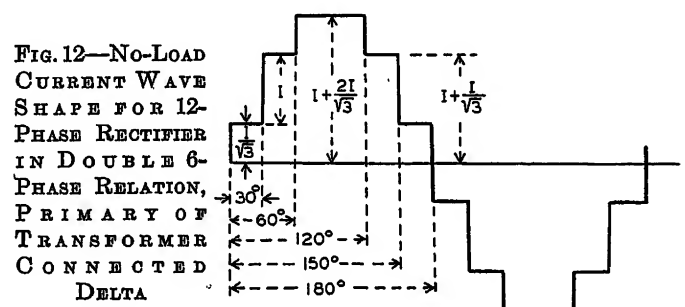 FIG. 12—NO-LOAD
CURRENT WAVE
SHAPE FOR 12-
PHASE RECTIFIER
IN DOUBLE 6-
PHASE RELATION,
PRIMARY OF
TRANSFORMER
CONNECTED
DELTA
I
I/√3
I+2I/√3
I+I/√3
30°
60°
120°
150°
180°